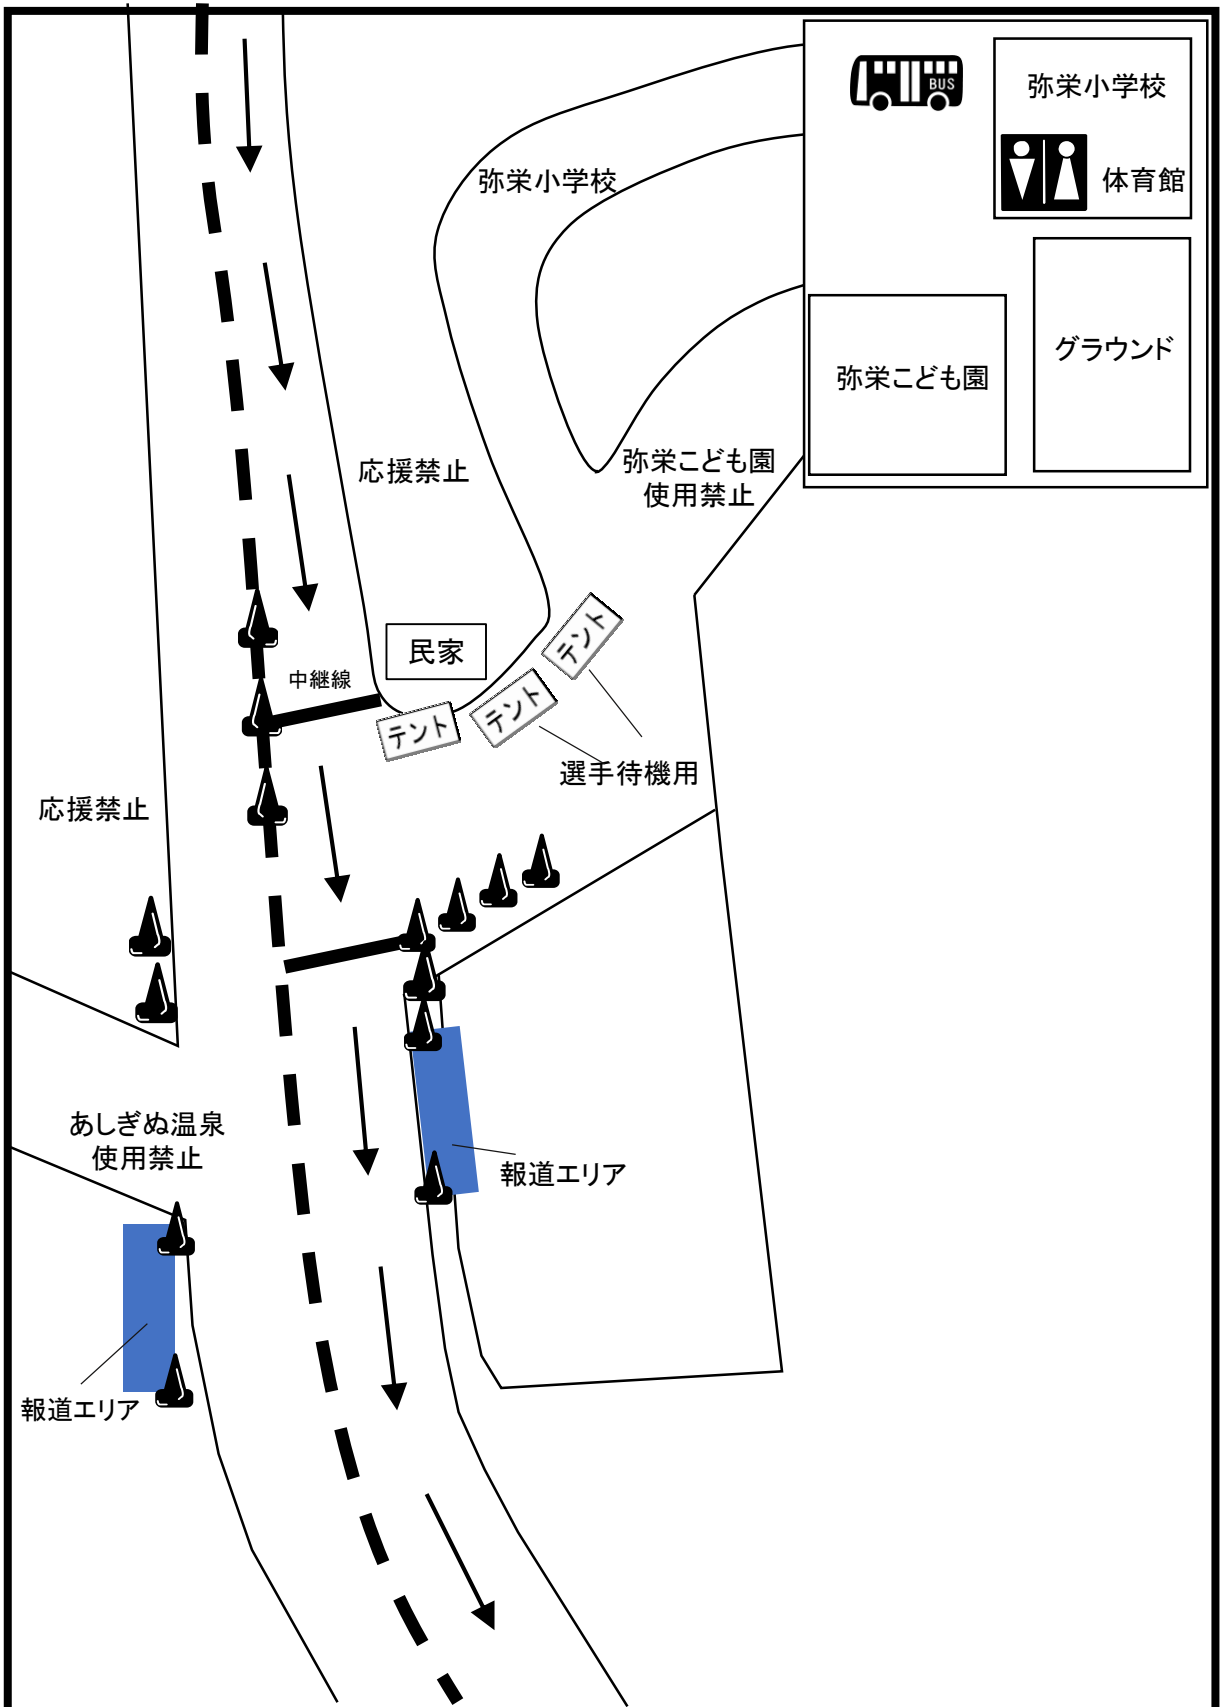 BUS
弥栄小学校
体育館
弥栄小学校
グラウンド
弥栄こども園
応援禁止
弥栄こども園
使用禁止
テント
民家
中継線
テント
テント
選手待機用
応援禁止
あしぎぬ温泉
使用禁止
報道エリア
報道エリア